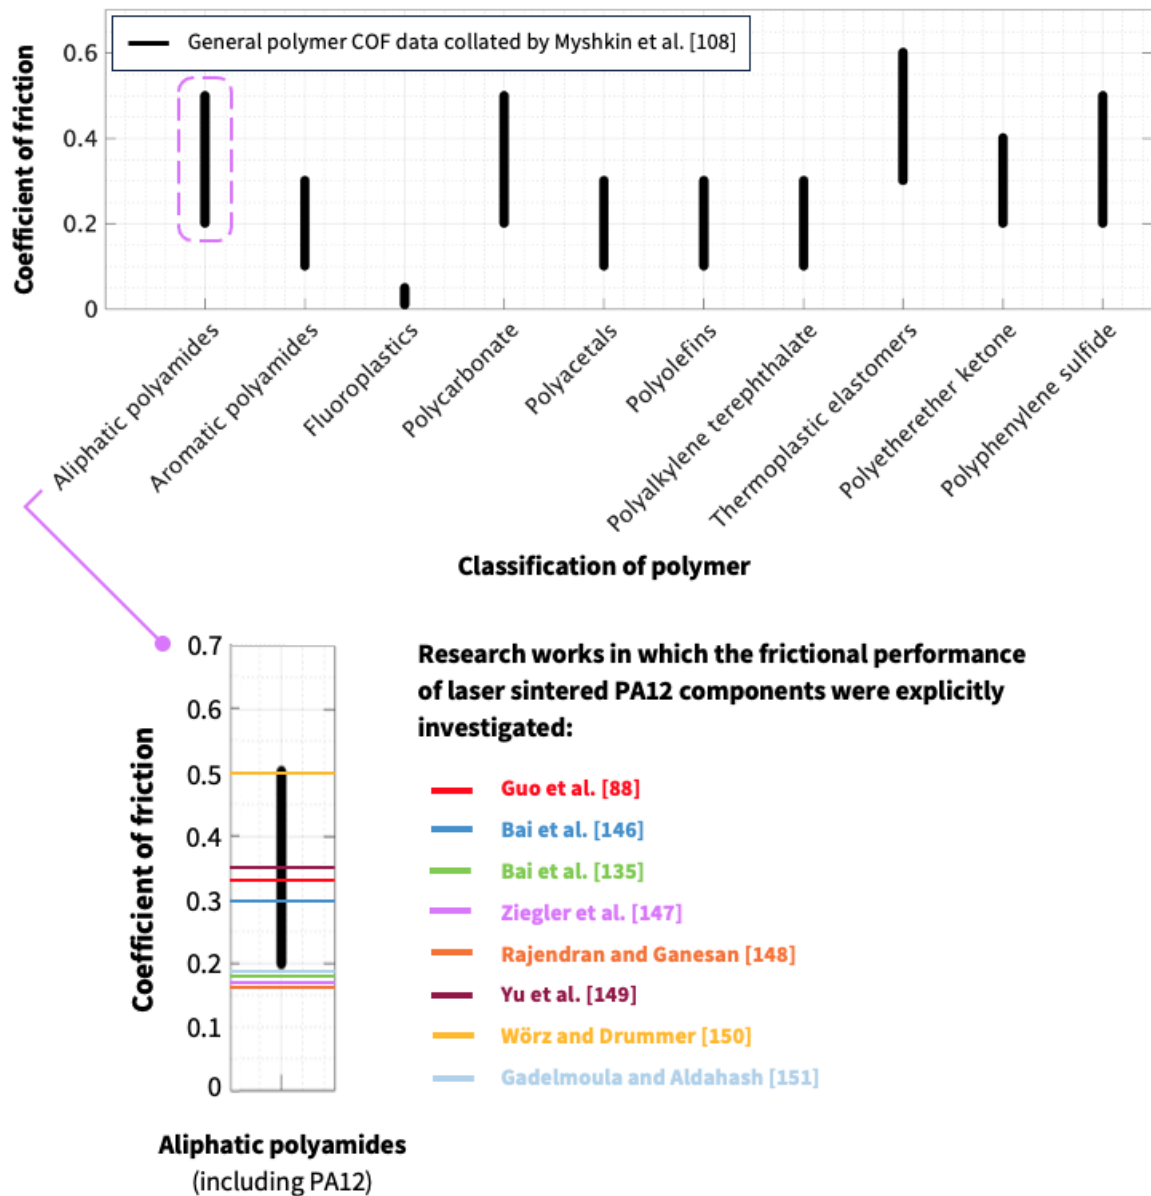 General polymer COF data collated by Myshkin et al. [108]
Coefficient of friction
0.6
0.4
0.2
0
Aliphatic polyamides
Aromatic polyamides
Fluoroplastics
Polycarbonate
Polyacetals
Polyolefins
Polyalkylene terephthalate
Thermoplastic elastomers
Polyetherether ketone
Polyphenylene sulfide
Classification of polymer
Coefficient of friction
0.7
0.6
0.5
0.4
0.3
0.2
0.1
0
Aliphatic polyamides
(including PA12)
Research works in which the frictional performance
of laser sintered PA12 components were explicitly
investigated:
Guo et al. [88]
Bai et al. [146]
Bai et al. [135]
Ziegler et al. [147]
Rajendran and Ganesan [148]
Yu et al. [149]
Wörz and Drummer [150]
Gadelmoula and Aldahash [151]